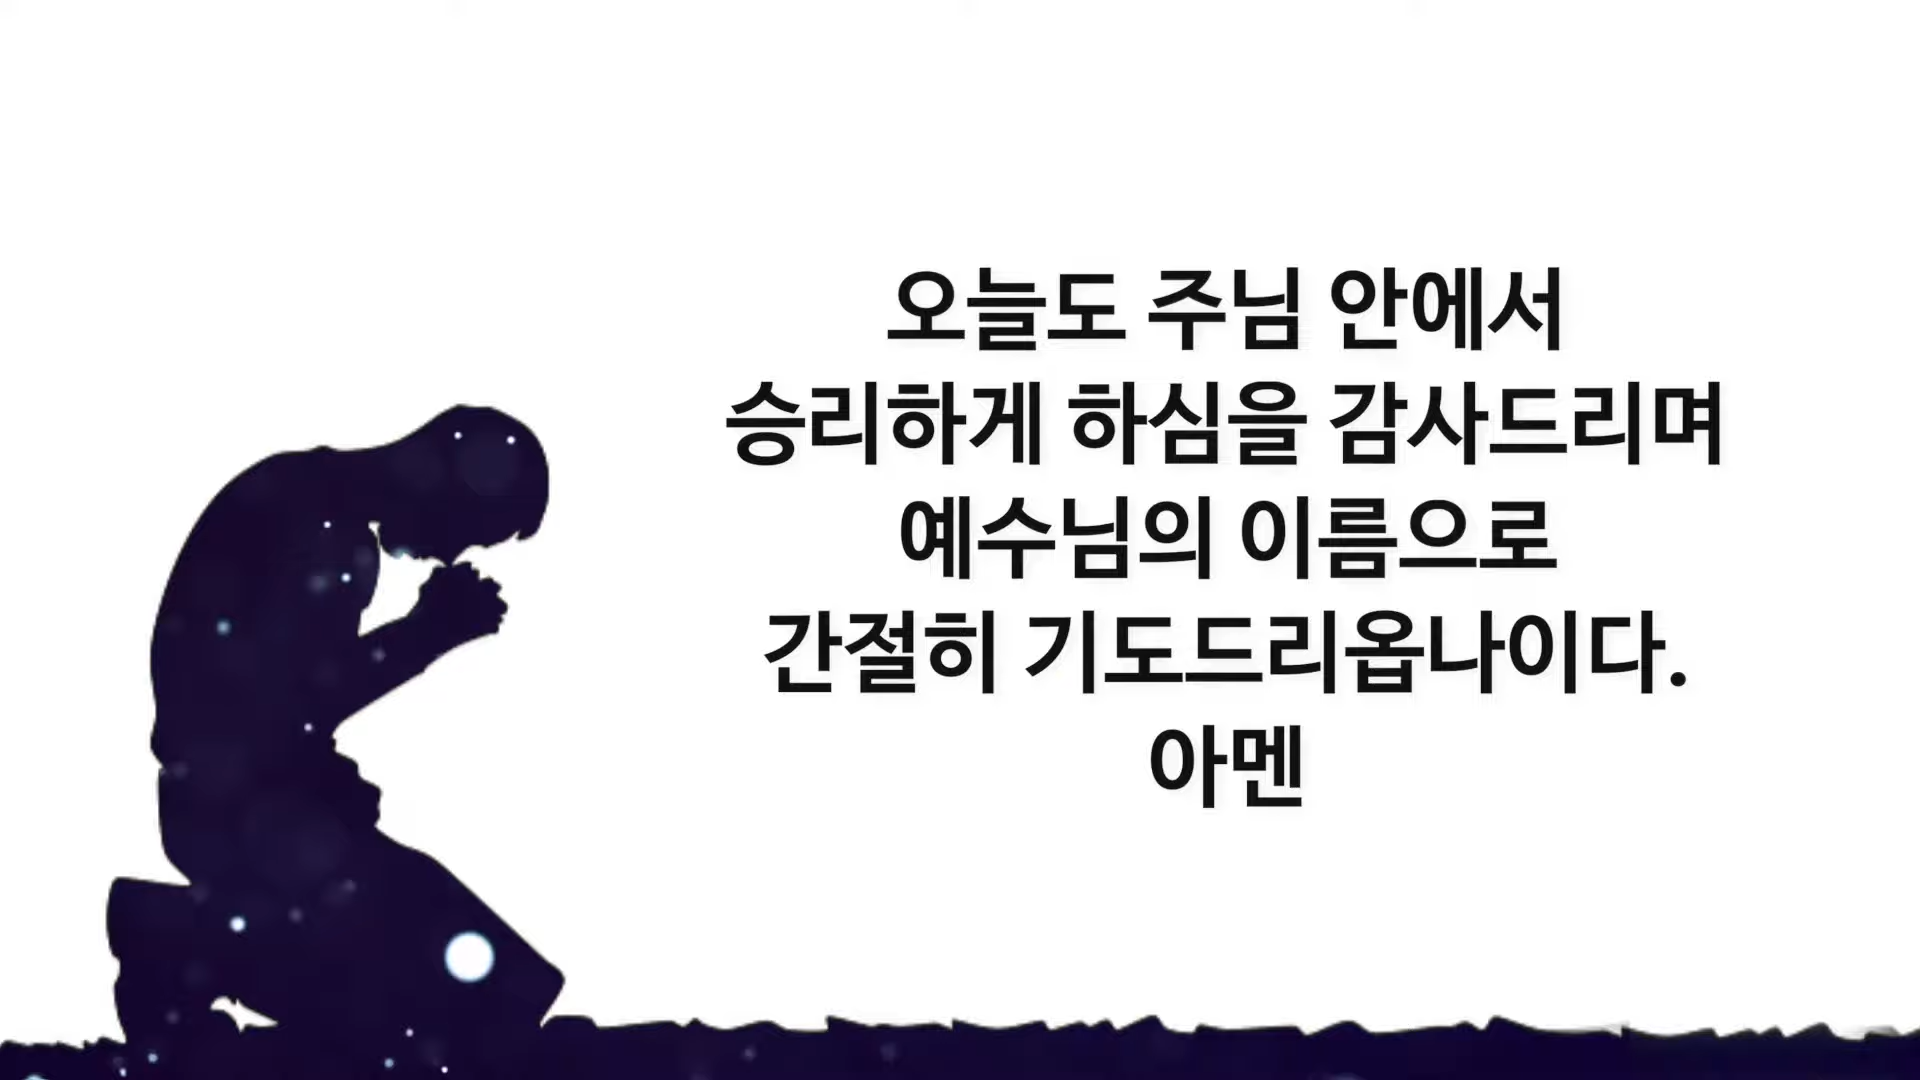 오늘도 주님 안에서
승리하게 하심을 감사드리며
예수님의 이름으로
간절히 기도드리옵나이다.
아멘